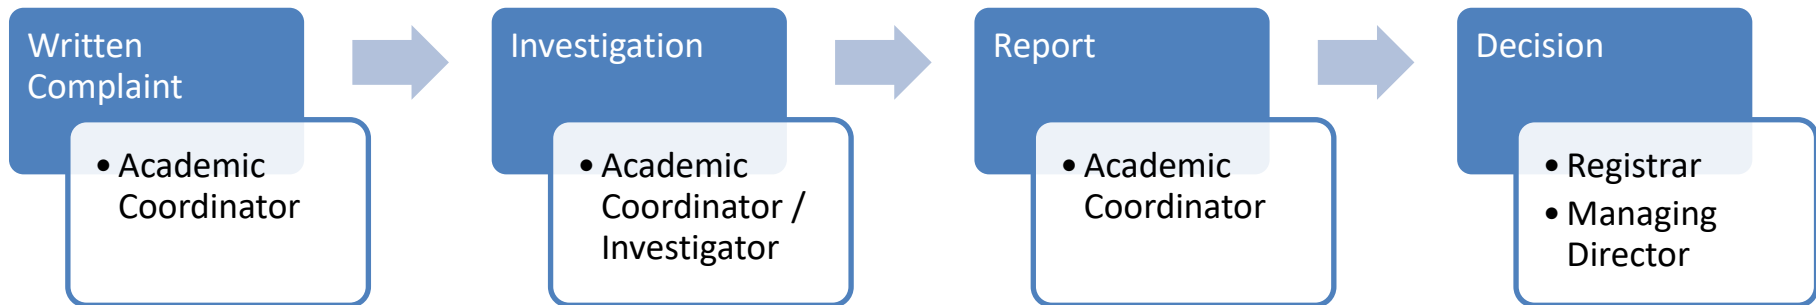 Written
Complaint
• Academic
Coordinator
Investigation
• Academic
Coordinator /
Investigator
Report
• Academic
Coordinator
Decision
• Registrar
• Managing
Director